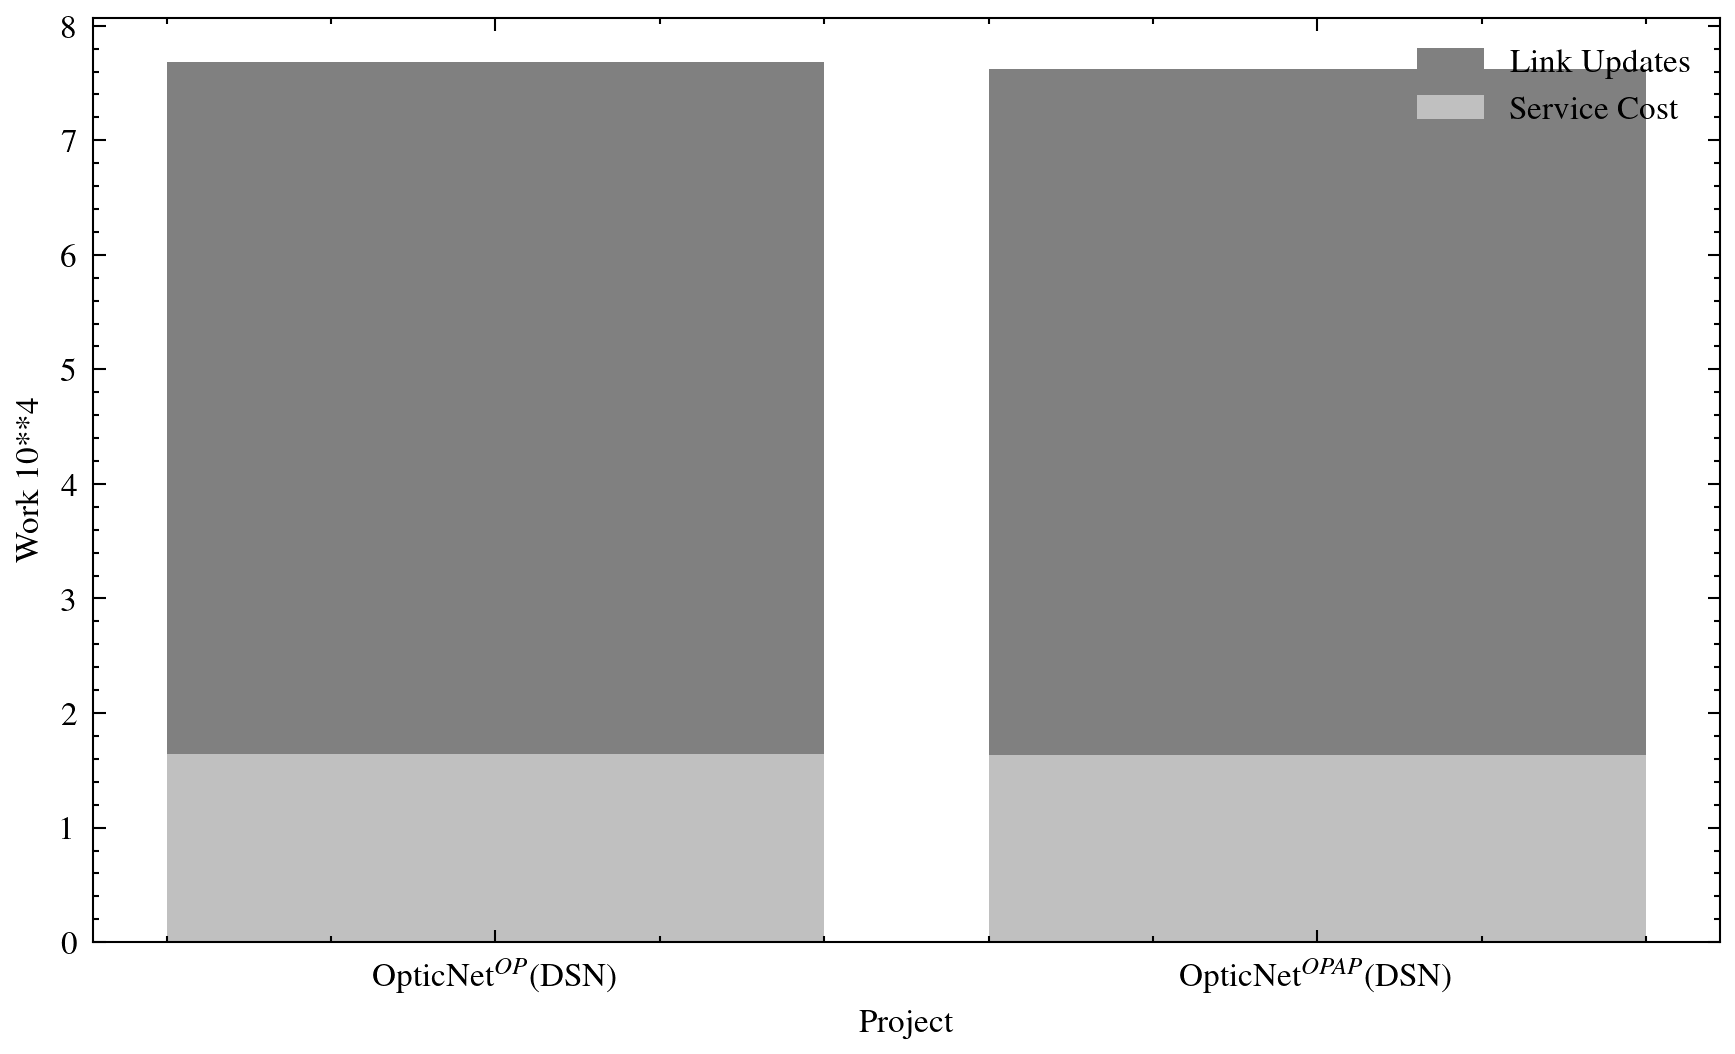 8
7
6
5
4
3
2
1
0
Work 10**4
Link Updates
Service Cost
OpticNet^{OP}(DSN)
OpticNet^{OPAP}(DSN)
Project